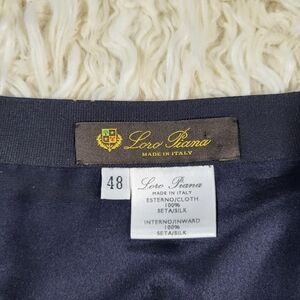 Loro Piana
MADE IN ITALY
48
Loro Piana
MADE IN ITALY
ESTERNO/CLOTH
100%
SETA/SILK
INTERNO/INWARD
100%
SETA/SILK